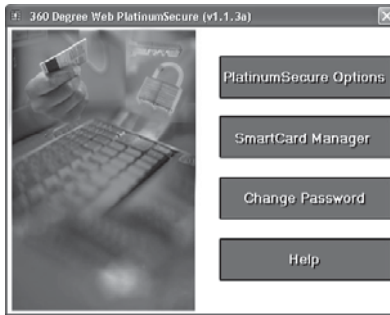 360 Degree Web PlatinumSecure (v1.1.3a)
PlatinumSecure Options
SmartCard Manager
Change Password
Help